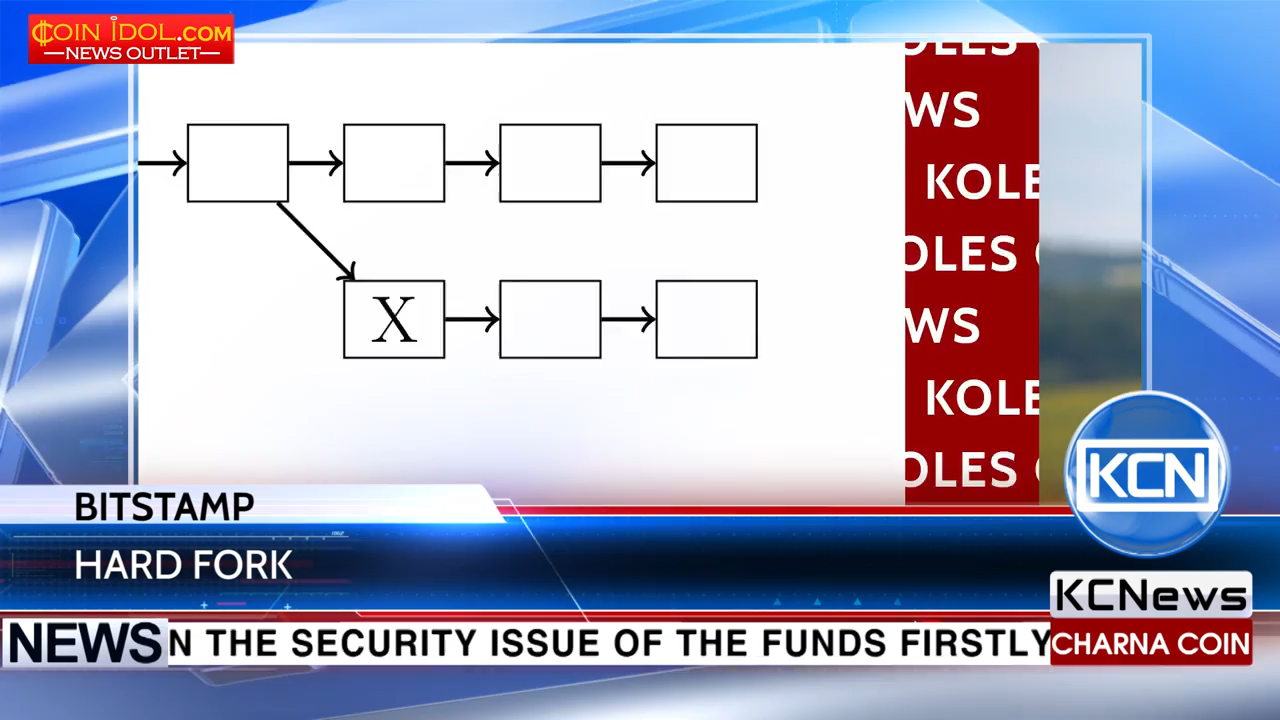 COIN IDOL.COM
NEWS OUTLET
OLES
WS
KOLE
OLES
WS
KOLE
OLES
X
KCN
BITSTAMP
HARD FORK
KCNews
NEWS
N THE SECURITY ISSUE OF THE FUNDS FIRSTLY
CHARNA COIN